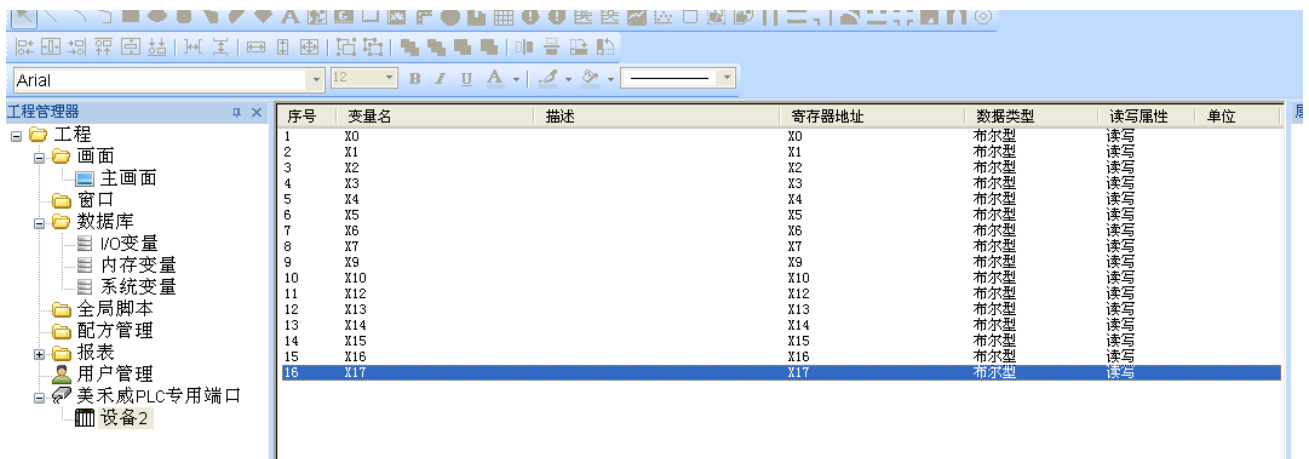 Arial
12
B I U A
工程管理器
工程
画面
主画面
窗口
数据库
I/O变量
内存变量
系统变量
全局脚本
配方管理
报表
用户管理
美禾威PLC专用端口
设备2
序号 变量名 描述 寄存器地址 数据类型 读写属性 单位
1 X0 X0 布尔型 读写
2 X1 X1 布尔型 读写
3 X2 X2 布尔型 读写
4 X3 X3 布尔型 读写
5 X4 X4 布尔型 读写
6 X5 X5 布尔型 读写
7 X6 X6 布尔型 读写
8 X7 X7 布尔型 读写
9 X9 X9 布尔型 读写
10 X10 X10 布尔型 读写
11 X12 X12 布尔型 读写
12 X13 X13 布尔型 读写
13 X14 X14 布尔型 读写
14 X15 X15 布尔型 读写
15 X16 X16 布尔型 读写
16 X17 X17 布尔型 读写